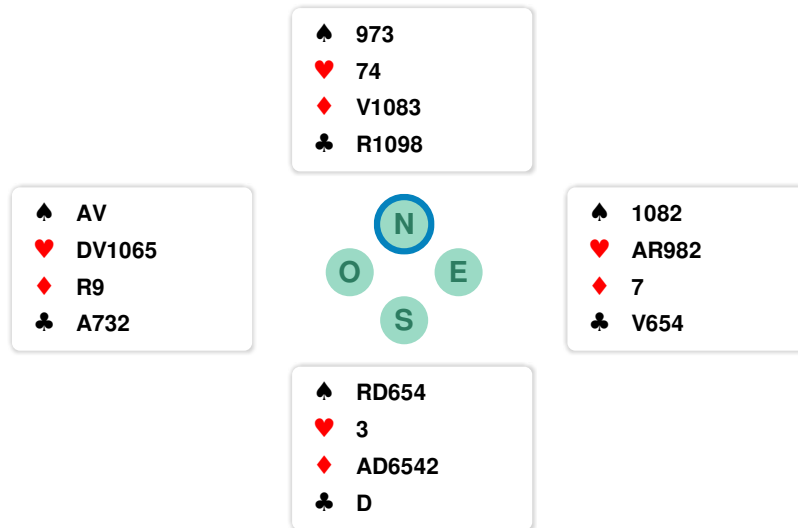 ♠ 973
♥ 74
♦ V1083
♣ R1098
♠ AV
♥ DV1065
♦ R9
♣ A732
N
O
E
S
♠ 1082
♥ AR982
♦ 7
♣ V654
♠ RD654
♥ 3
♦ AD6542
♣ D